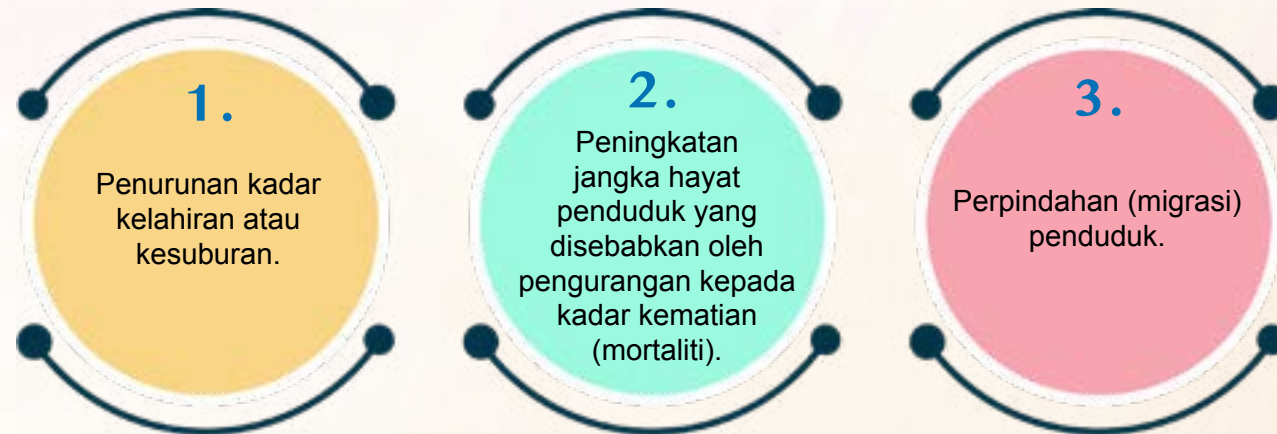 1.
Penurunan kadar
kelahiran atau
kesuburan.
2.
Peningkatan
jangka hayat
penduduk yang
disebabkan oleh
pengurangan kepada
kadar kematian
(mortaliti).
3.
Perpindahan (migrasi)
penduduk.